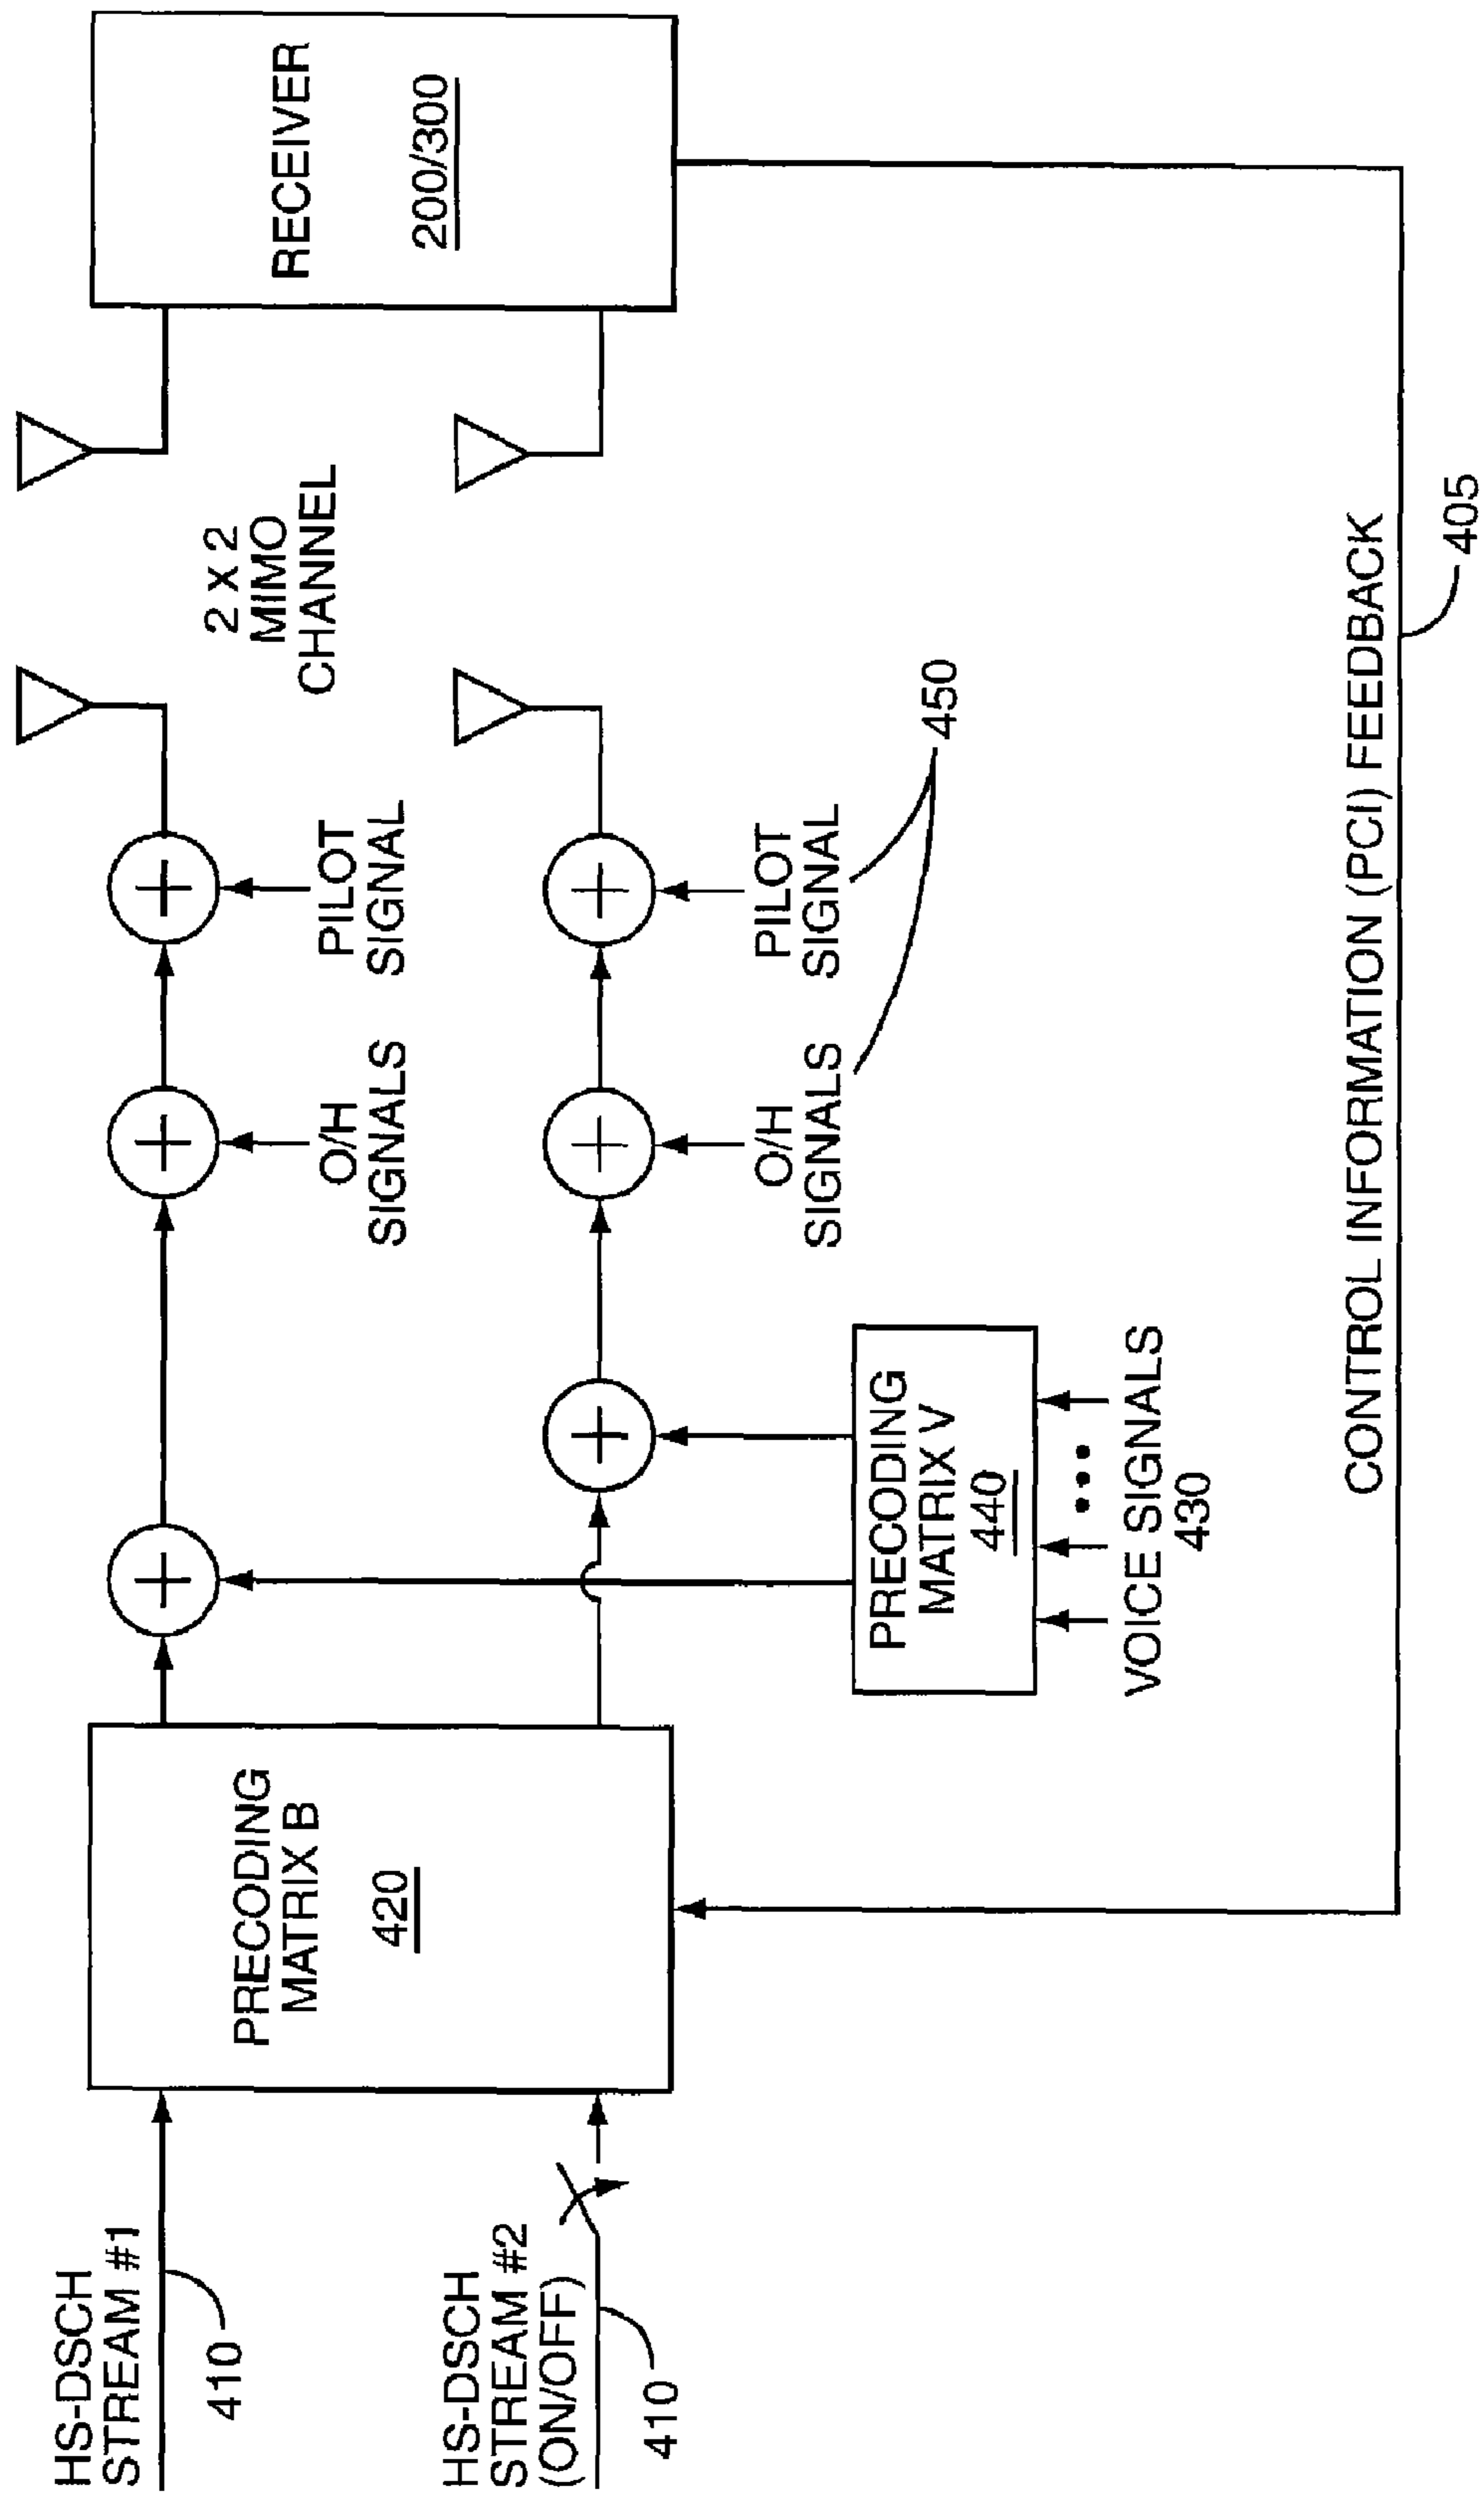 HS-DSCH
STREAM #1
410
HS-DSCH
STREAM #2
(ON/OFF)
410
PRECODING
MATRIX B
420
PRECODING
MATRIX V
440
VOICE SIGNALS
430
O/H
SIGNALS
PILOT
SIGNAL
O/H
SIGNALS
PILOT
SIGNAL
450
2 x 2
MIMO
CHANNEL
RECEIVER
200/300
CONTROL INFORMATION (PCI) FEEDBACK
405